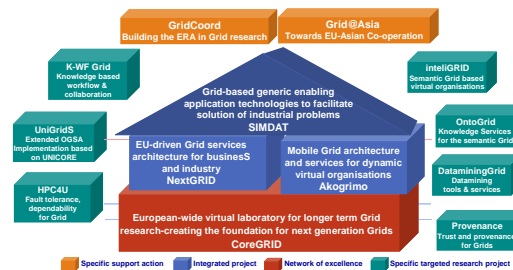 GridCoord
Building the ERA in Grid research
Grid@Asia
Towards EU-Asian Co-operation
K-WF Grid
Knowledge based
workflow &
collaboration
inteliGRID
Semantic Grid based
virtual organisations
Grid-based generic enabling
application technologies to facilitate
solution of industrial problems
SIMDAT
UniGridS
Extended OGSA
Implementation based
on UNICORE
OntoGrid
Knowledge Services
for the semantic Grid
EU-driven Grid services
architecture for businesS
and industry
NextGRID
Mobile Grid architecture
and services for dynamic
virtual organisations
Akogrimo
HPC4U
Fault tolerance,
dependability
for Grid
DataminingGrid
Datamining
tools & services
European-wide virtual laboratory for longer term Grid
research-creating the foundation for next generation Grids
CoreGRID
Provenance
Trust and provenance
for Grids
Specific support action
Integrated project
Network of excellence
Specific targeted research project